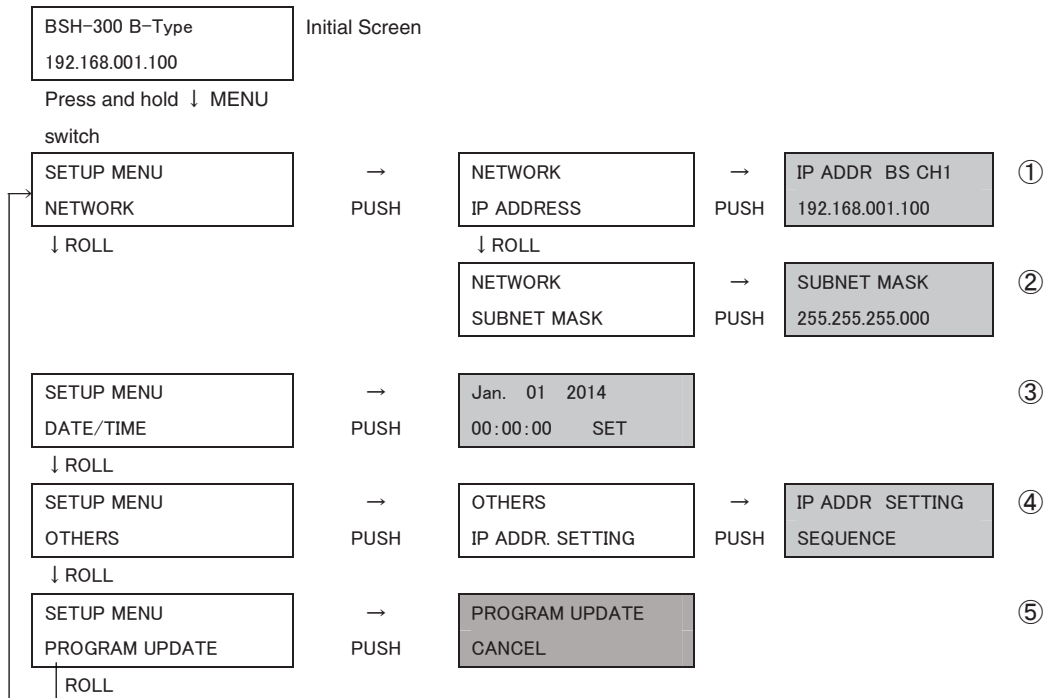 BSH-300 B-Type Initial Screen
192.168.001.100
Press and hold ↓ MENU
switch
SETUP MENU → NETWORK → IP ADDR BS CH1 ①
NETWORK PUSH IP ADDRESS PUSH 192.168.001.100
↓ROLL ↓ROLL
NETWORK → SUBNET MASK ②
SUBNET MASK PUSH 255.255.255.000
SETUP MENU → Jan. 01 2014 ③
DATE/TIME PUSH 00:00:00 SET
↓ROLL
SETUP MENU → OTHERS → IP ADDR SETTING ④
OTHERS PUSH IP ADDR. SETTING PUSH SEQUENCE
↓ROLL
SETUP MENU → PROGRAM UPDATE ⑤
PROGRAM UPDATE PUSH CANCEL
ROLL